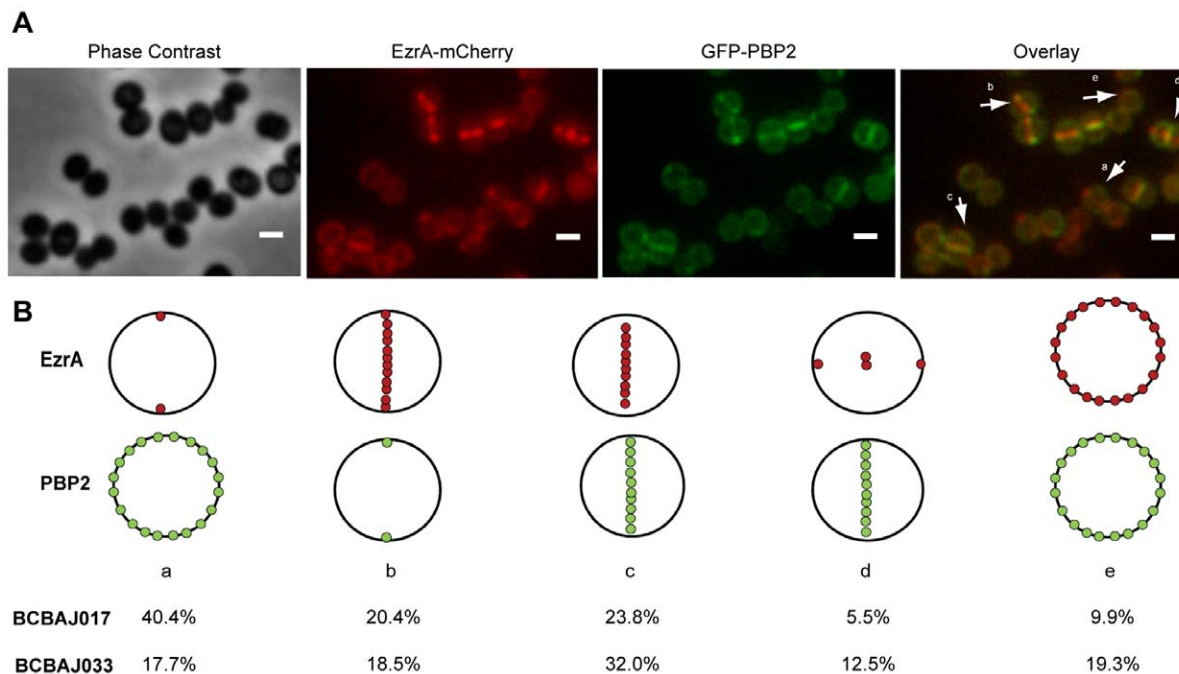 A
Phase Contrast EzrA-mCherry GFP-PBP2 Overlay
b e d
a
c
B
EzrA
PBP2
a b c d e
BCBAJ017 40.4% 20.4% 23.8% 5.5% 9.9%
BCBAJ033 17.7% 18.5% 32.0% 12.5% 19.3%